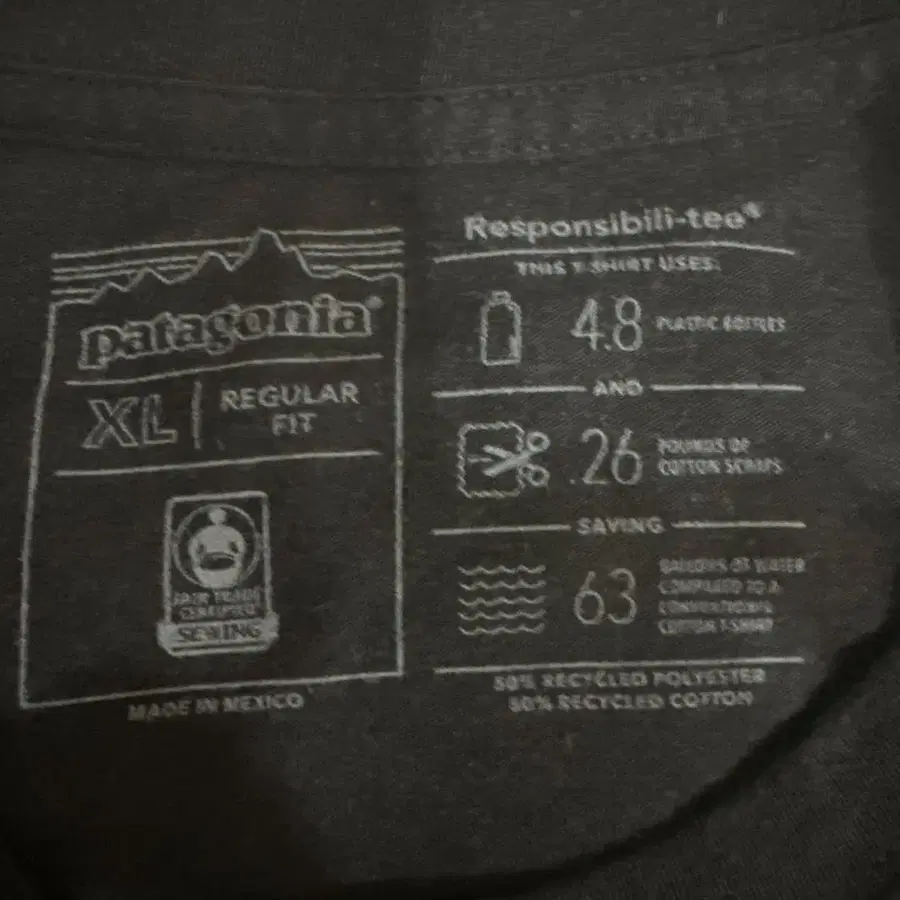 patagonia®
XL | REGULAR
FIT
FAIR TRADE
CERTIFIED
SEWING
MADE IN MEXICO
Responsibili-tee®
THIS T-SHIRT USES:
4.8 PLASTIC BOTTLES
AND
.26 POUNDS OF
COTTON SCRAPS
SAVING
63 GALLONS OF WATER
COMPARED TO A
CONVENTIONAL
COTTON T-SHIRT
50% RECYCLED POLYESTER
50% RECYCLED COTTON